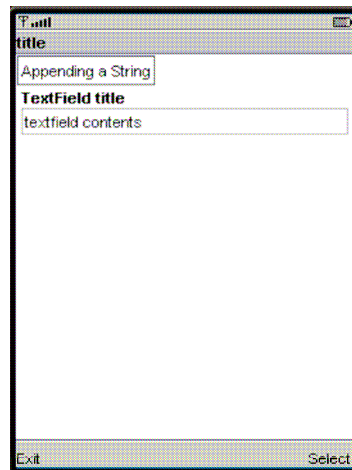 title
Appending a String
TextField title
textfield contents
Exit
Select